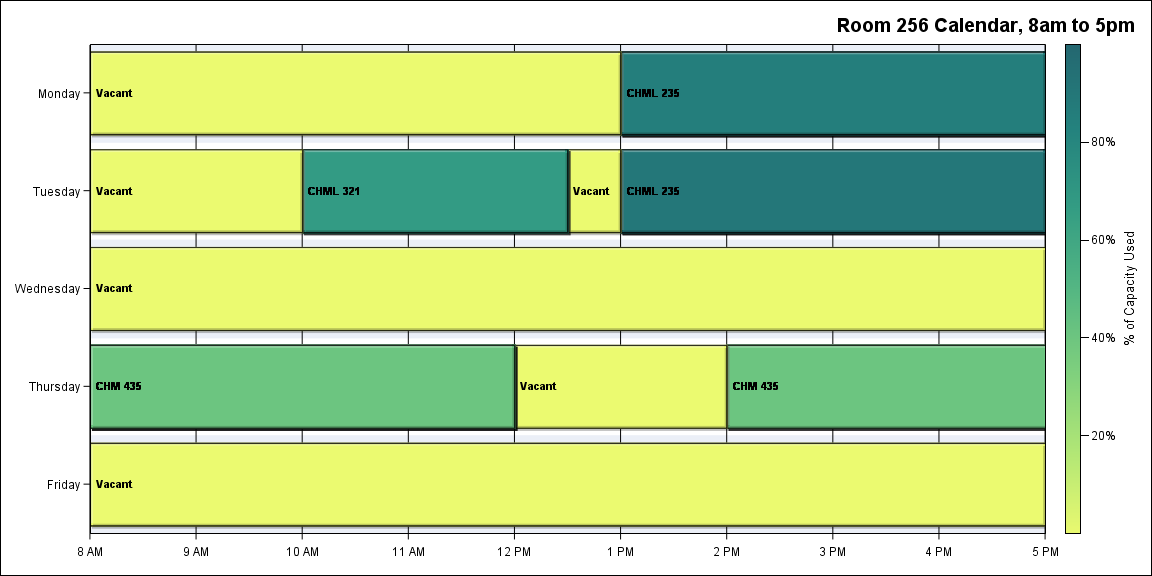 Room 256 Calendar, 8am to 5pm
Monday
Vacant
CHML 235
Tuesday
Vacant
CHML 321
Vacant
CHML 235
Wednesday
Vacant
Thursday
CHM 435
Vacant
CHM 435
Friday
Vacant
8 AM
9 AM
10 AM
11 AM
12 PM
1 PM
2 PM
3 PM
4 PM
5 PM
80%
60%
40%
20%
% of Capacity Used